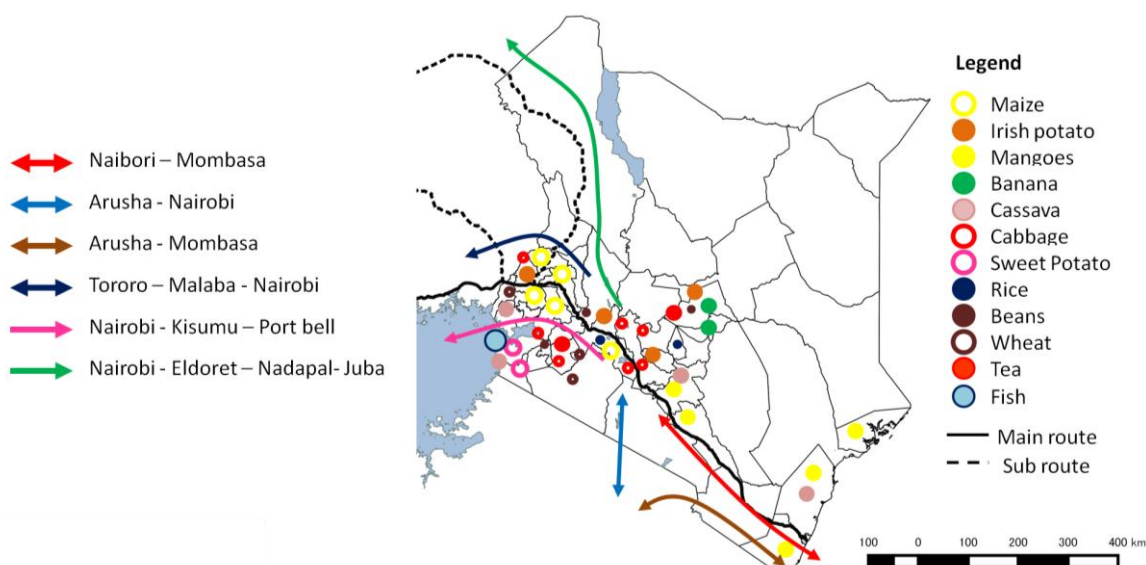 Naibori – Mombasa
Arusha - Nairobi
Arusha - Mombasa
Tororo – Malaba - Nairobi
Nairobi - Kisumu – Port bell
Nairobi - Eldoret – Nadapal- Juba
Legend
Maize
Irish potato
Mangoes
Banana
Cassava
Cabbage
Sweet Potato
Rice
Beans
Wheat
Tea
Fish
Main route
Sub route
100 0 100 200 300 400 km